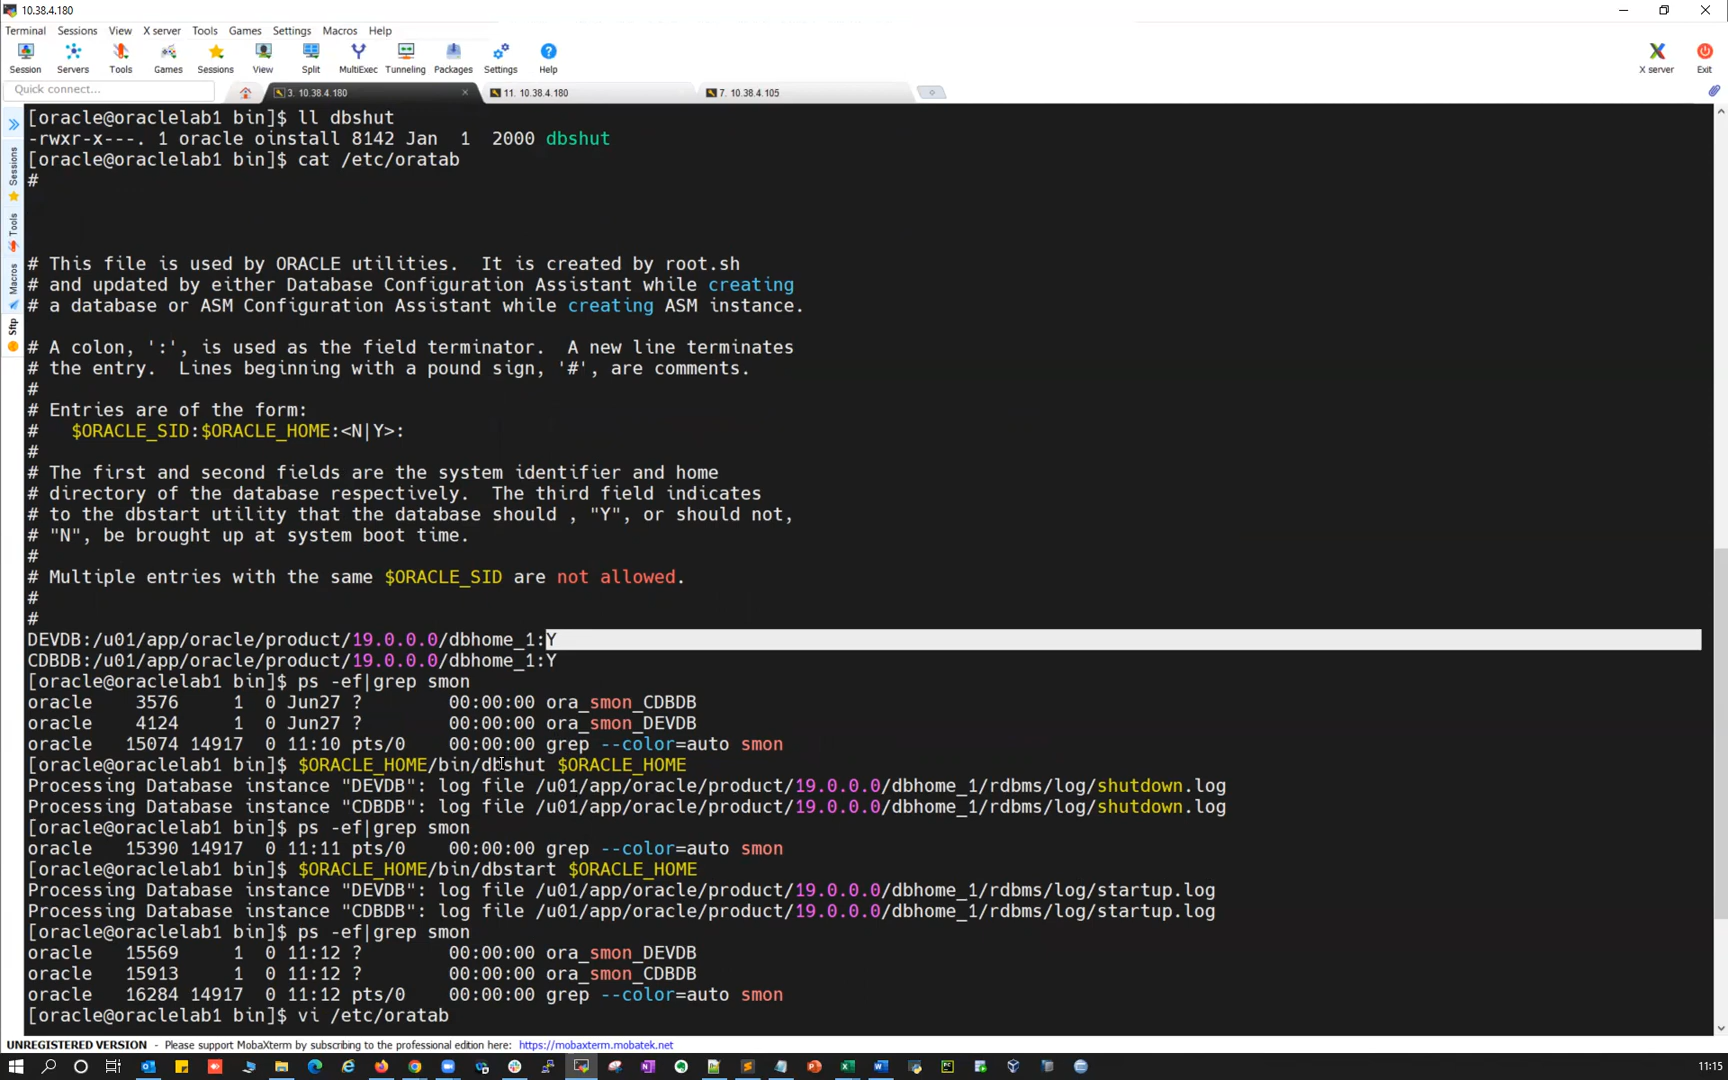 10.38.4.180
Terminal Sessions View X server Tools Games Settings Macros Help
Session Servers Tools Games Sessions View Split MultiExec Tunneling Packages Settings Help X server Exit
Quick connect... 3. 10.38.4.180 11. 10.38.4.180 7. 10.38.4.105
Sessions
Tools
Macros
Sftp
[oracle@oraclelab1 bin]$ ll dbshut
-rwxr-x---. 1 oracle oinstall 8142 Jan  1  2000 dbshut
[oracle@oraclelab1 bin]$ cat /etc/oratab
#
# This file is used by ORACLE utilities.  It is created by root.sh
# and updated by either Database Configuration Assistant while creating
# a database or ASM Configuration Assistant while creating ASM instance.
# A colon, ':', is used as the field terminator.  A new line terminates
# the entry.  Lines beginning with a pound sign, '#', are comments.
#
# Entries are of the form:
#   $ORACLE_SID:$ORACLE_HOME:<N|Y>:
#
# The first and second fields are the system identifier and home
# directory of the database respectively.  The third field indicates
# to the dbstart utility that the database should , "Y", or should not,
# "N", be brought up at system boot time.
#
# Multiple entries with the same $ORACLE_SID are not allowed.
#
#
DEVDB:/u01/app/oracle/product/19.0.0.0/dbhome_1:Y
CDBDB:/u01/app/oracle/product/19.0.0.0/dbhome_1:Y
[oracle@oraclelab1 bin]$ ps -ef|grep smon
oracle    3576     1  0 Jun27 ?        00:00:00 ora_smon_CDBDB
oracle    4124     1  0 Jun27 ?        00:00:00 ora_smon_DEVDB
oracle   15074 14917  0 11:10 pts/0    00:00:00 grep --color=auto smon
[oracle@oraclelab1 bin]$ $ORACLE_HOME/bin/dbshut $ORACLE_HOME
Processing Database instance "DEVDB": log file /u01/app/oracle/product/19.0.0.0/dbhome_1/rdbms/log/shutdown.log
Processing Database instance "CDBDB": log file /u01/app/oracle/product/19.0.0.0/dbhome_1/rdbms/log/shutdown.log
[oracle@oraclelab1 bin]$ ps -ef|grep smon
oracle   15390 14917  0 11:11 pts/0    00:00:00 grep --color=auto smon
[oracle@oraclelab1 bin]$ $ORACLE_HOME/bin/dbstart $ORACLE_HOME
Processing Database instance "DEVDB": log file /u01/app/oracle/product/19.0.0.0/dbhome_1/rdbms/log/startup.log
Processing Database instance "CDBDB": log file /u01/app/oracle/product/19.0.0.0/dbhome_1/rdbms/log/startup.log
[oracle@oraclelab1 bin]$ ps -ef|grep smon
oracle   15569     1  0 11:12 ?        00:00:00 ora_smon_DEVDB
oracle   15913     1  0 11:12 ?        00:00:00 ora_smon_CDBDB
oracle   16284 14917  0 11:12 pts/0    00:00:00 grep --color=auto smon
[oracle@oraclelab1 bin]$ vi /etc/oratab
UNREGISTERED VERSION - Please support MobaXterm by subscribing to the professional edition here: https://mobaxterm.mobatek.net
11:15